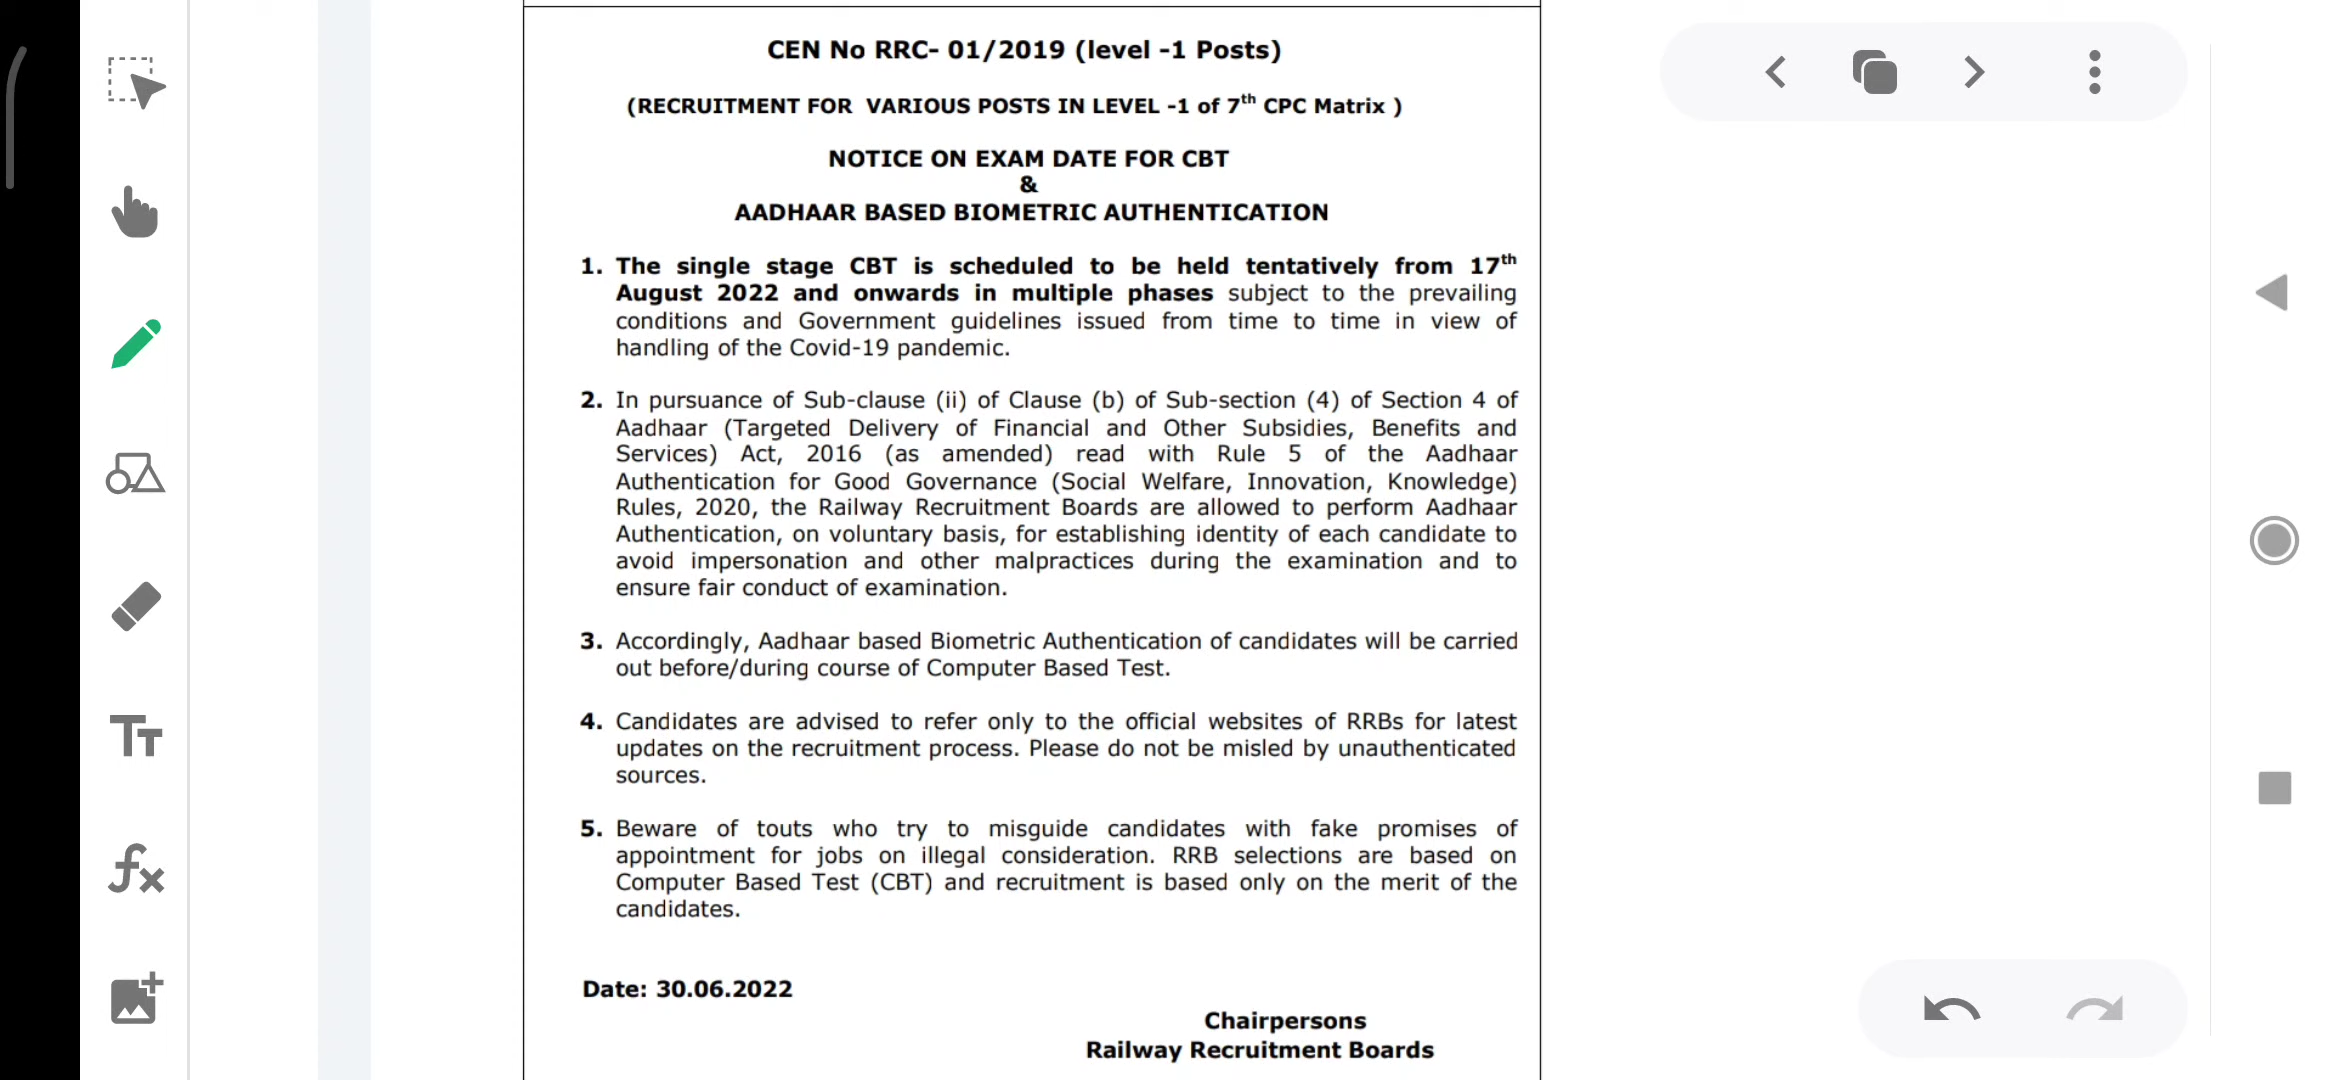 CEN No RRC- 01/2019 (level -1 Posts)
(RECRUITMENT FOR VARIOUS POSTS IN LEVEL -1 of 7th CPC Matrix )
NOTICE ON EXAM DATE FOR CBT
&
AADHAAR BASED BIOMETRIC AUTHENTICATION
1. The single stage CBT is scheduled to be held tentatively from 17th
August 2022 and onwards in multiple phases subject to the prevailing
conditions and Government guidelines issued from time to time in view of
handling of the Covid-19 pandemic.
2. In pursuance of Sub-clause (ii) of Clause (b) of Sub-section (4) of Section 4 of
Aadhaar (Targeted Delivery of Financial and Other Subsidies, Benefits and
Services) Act, 2016 (as amended) read with Rule 5 of the Aadhaar
Authentication for Good Governance (Social Welfare, Innovation, Knowledge)
Rules, 2020, the Railway Recruitment Boards are allowed to perform Aadhaar
Authentication, on voluntary basis, for establishing identity of each candidate to
avoid impersonation and other malpractices during the examination and to
ensure fair conduct of examination.
3. Accordingly, Aadhaar based Biometric Authentication of candidates will be carried
out before/during course of Computer Based Test.
4. Candidates are advised to refer only to the official websites of RRBs for latest
updates on the recruitment process. Please do not be misled by unauthenticated
sources.
5. Beware of touts who try to misguide candidates with fake promises of
appointment for jobs on illegal consideration. RRB selections are based on
Computer Based Test (CBT) and recruitment is based only on the merit of the
candidates.
Date: 30.06.2022
Chairpersons
Railway Recruitment Boards